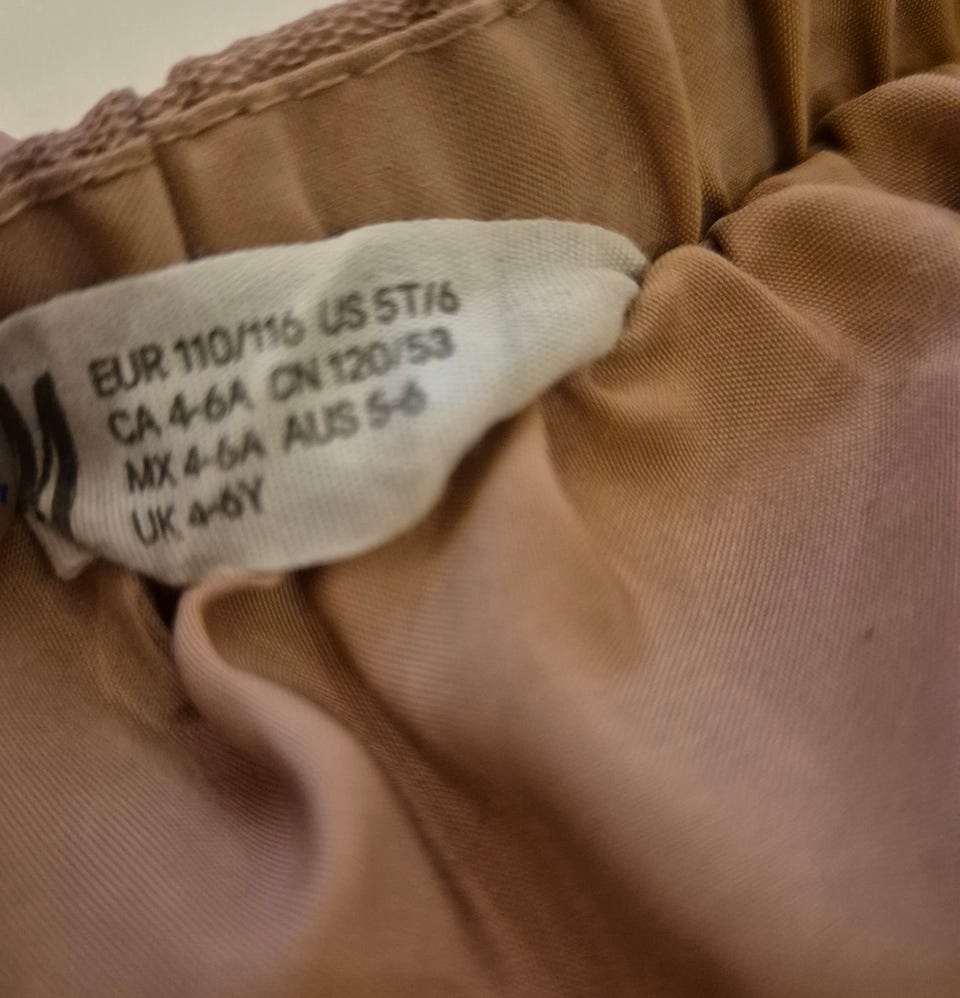 EUR 110/116 US 5T/6
CA 4-6A CN 120/53
MX 4-6A AUS 5-6
UK 4-6Y